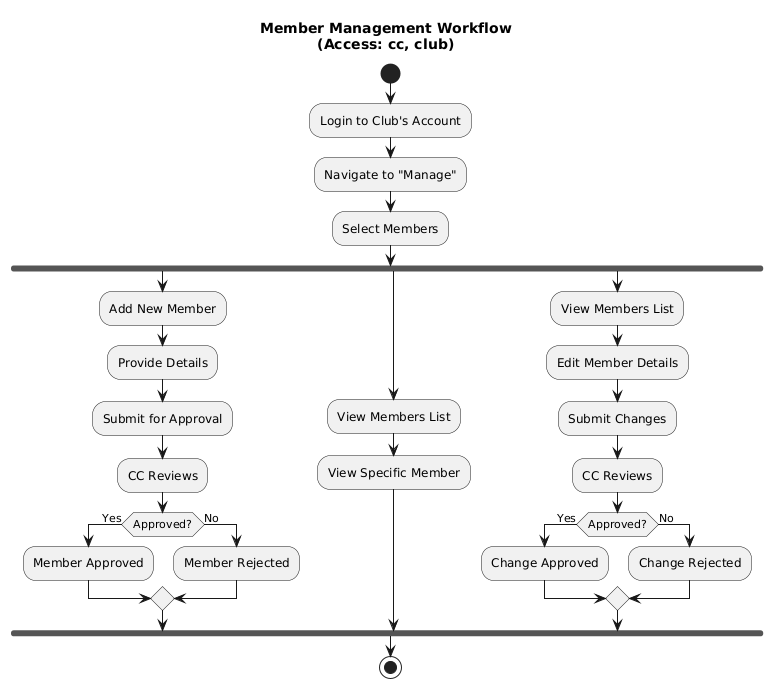 Member Management Workflow
(Access: cc, club)
Login to Club's Account
Navigate to "Manage"
Select Members
Add New Member
Provide Details
Submit for Approval
CC Reviews
Approved?
Yes
No
Member Approved
Member Rejected
View Members List
View Specific Member
View Members List
Edit Member Details
Submit Changes
CC Reviews
Approved?
Yes
No
Change Approved
Change Rejected